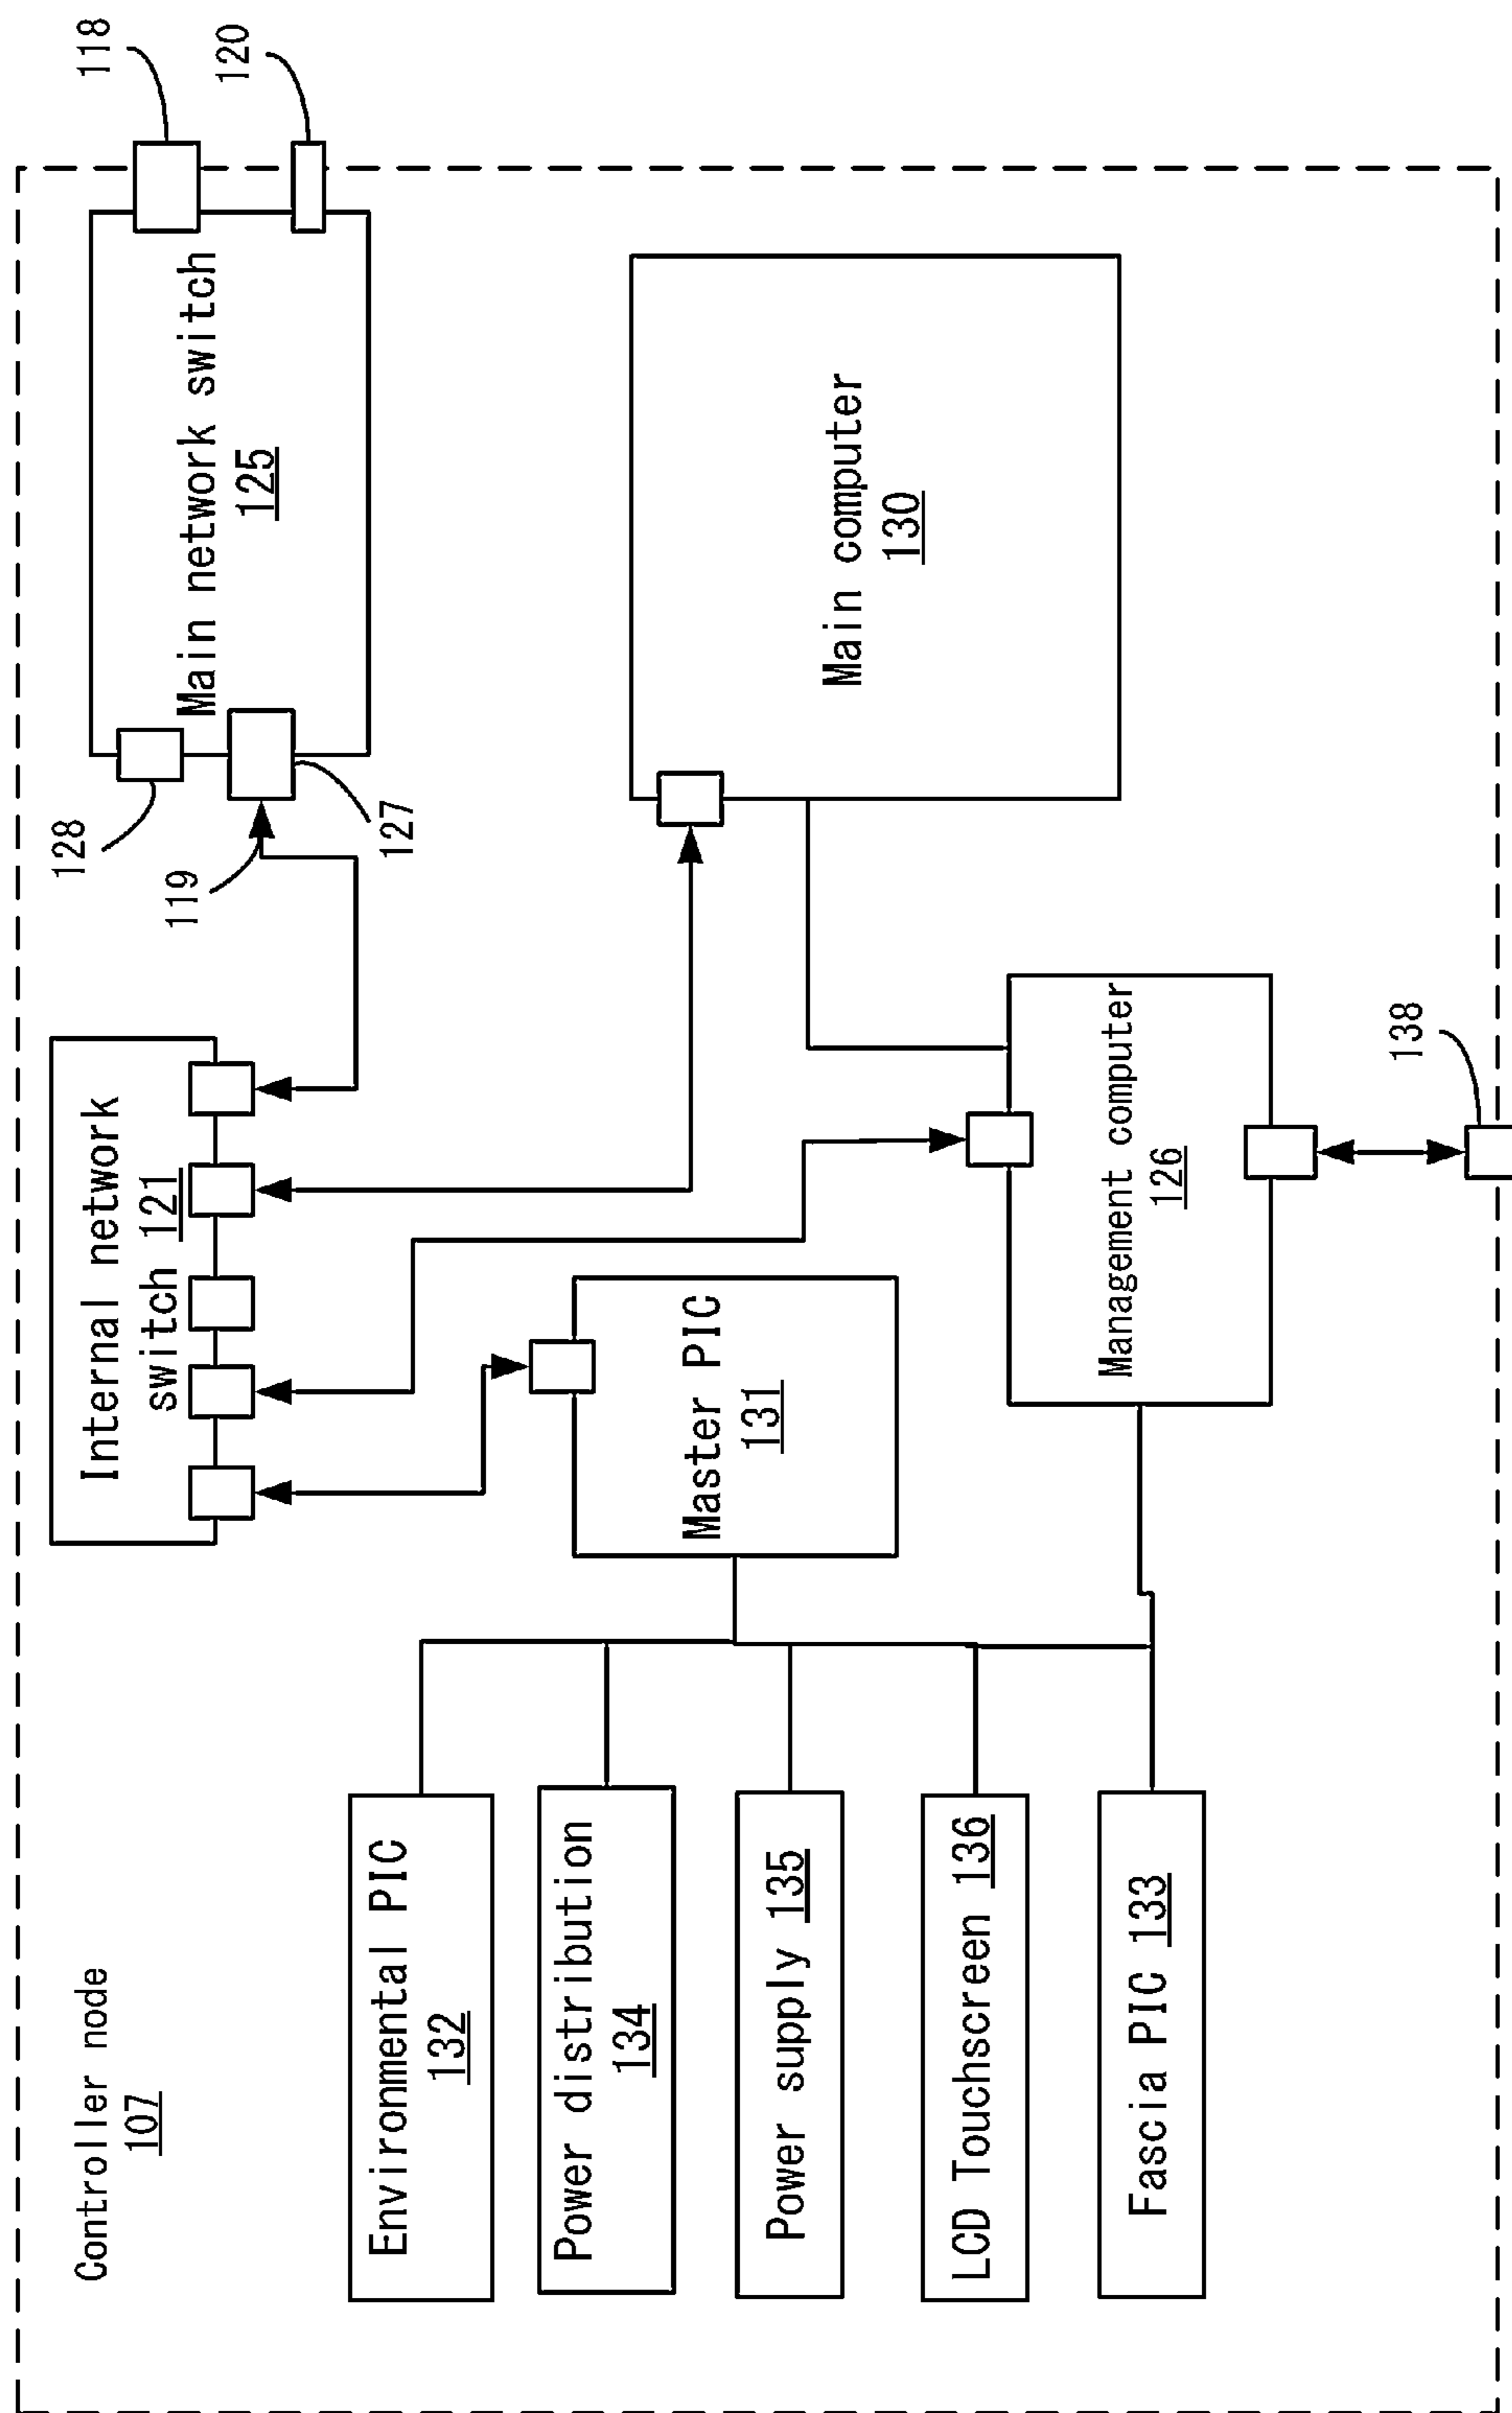 Controller node
107
Internal network
switch 121
Main network switch
125
118
120
128
119
127
Main computer
130
Master PIC
131
Management computer
126
138
Environmental PIC
132
Power distribution
134
Power supply 135
LCD Touchscreen 136
Fascia PIC 133